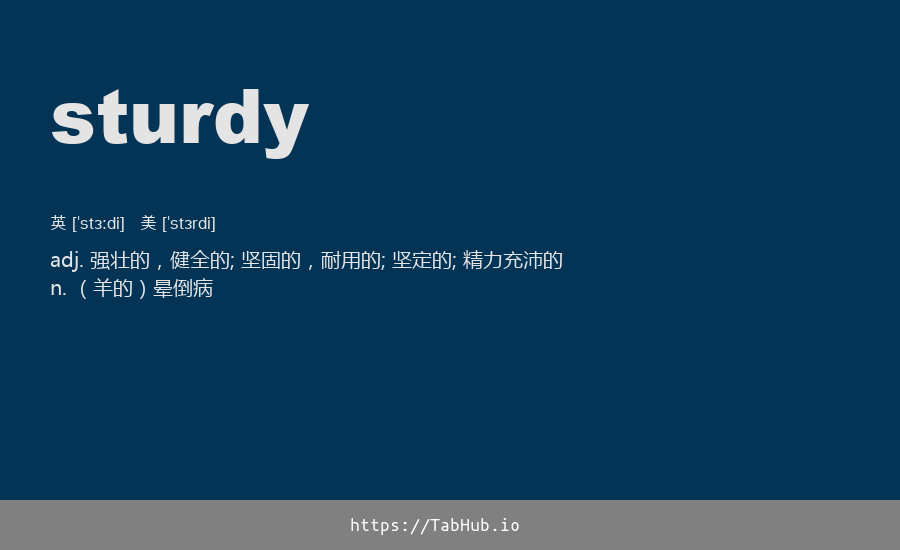 sturdy
英 [ˈstɜːdi]   美 [ˈstɜrdi]
adj. 强壮的，健全的; 坚固的，耐用的; 坚定的; 精力充沛的
n. （羊的）晕倒病
https://TabHub.io